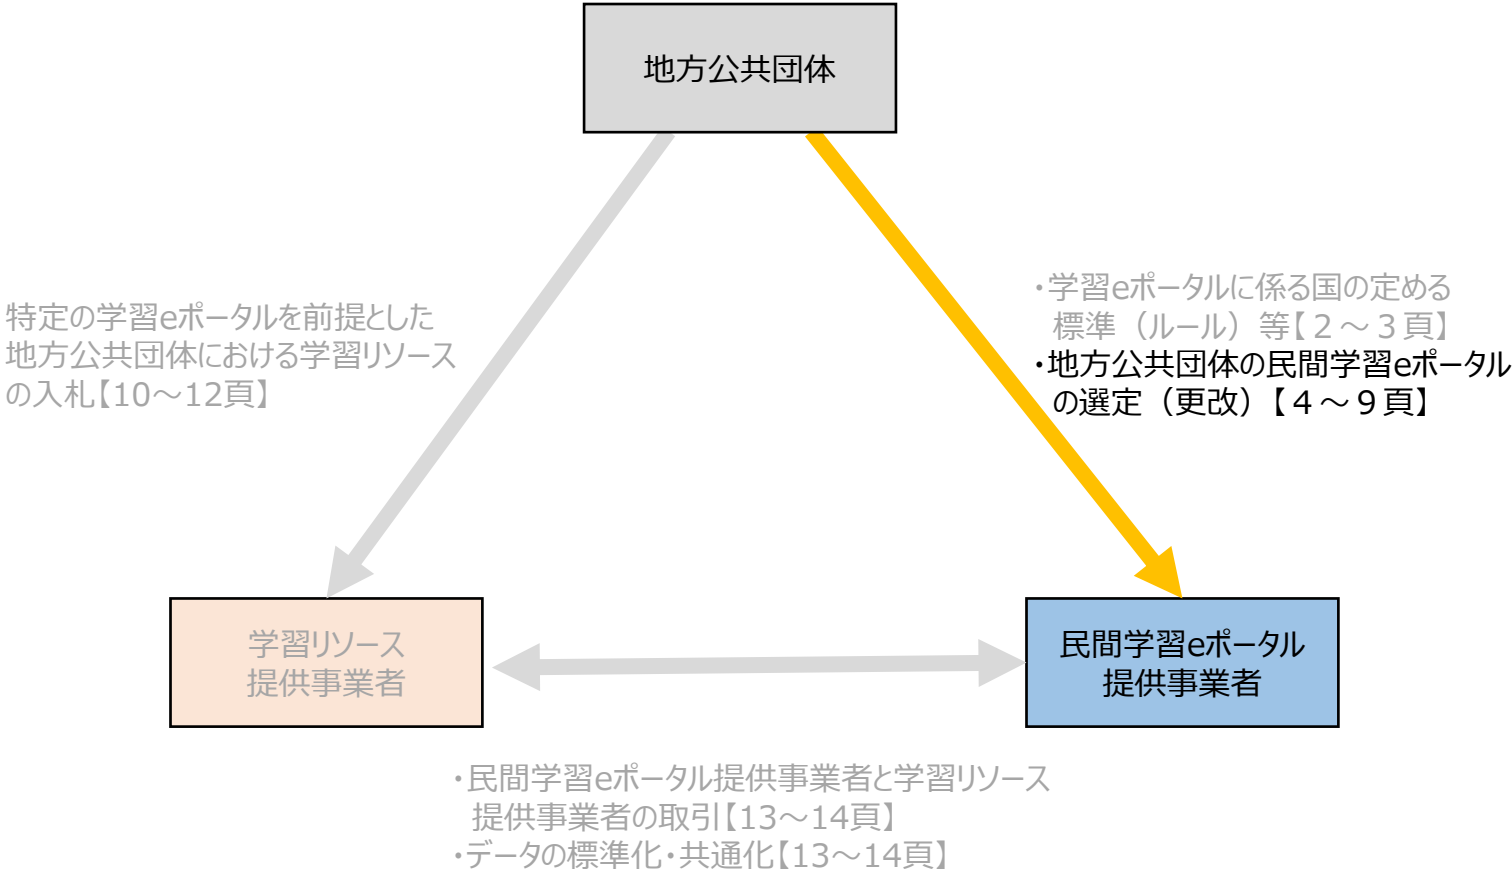 地方公共団体
特定の学習eポータルを前提とした
地方公共団体における学習リソース
の入札【10～12頁】
・学習eポータルに係る国の定める
標準（ルール）等【２～３頁】
・地方公共団体の民間学習eポータル
の選定（更改）【４～９頁】
学習リソース
提供事業者
民間学習eポータル
提供事業者
・民間学習eポータル提供事業者と学習リソース
提供事業者の取引【13～14頁】
・データの標準化・共通化【13～14頁】